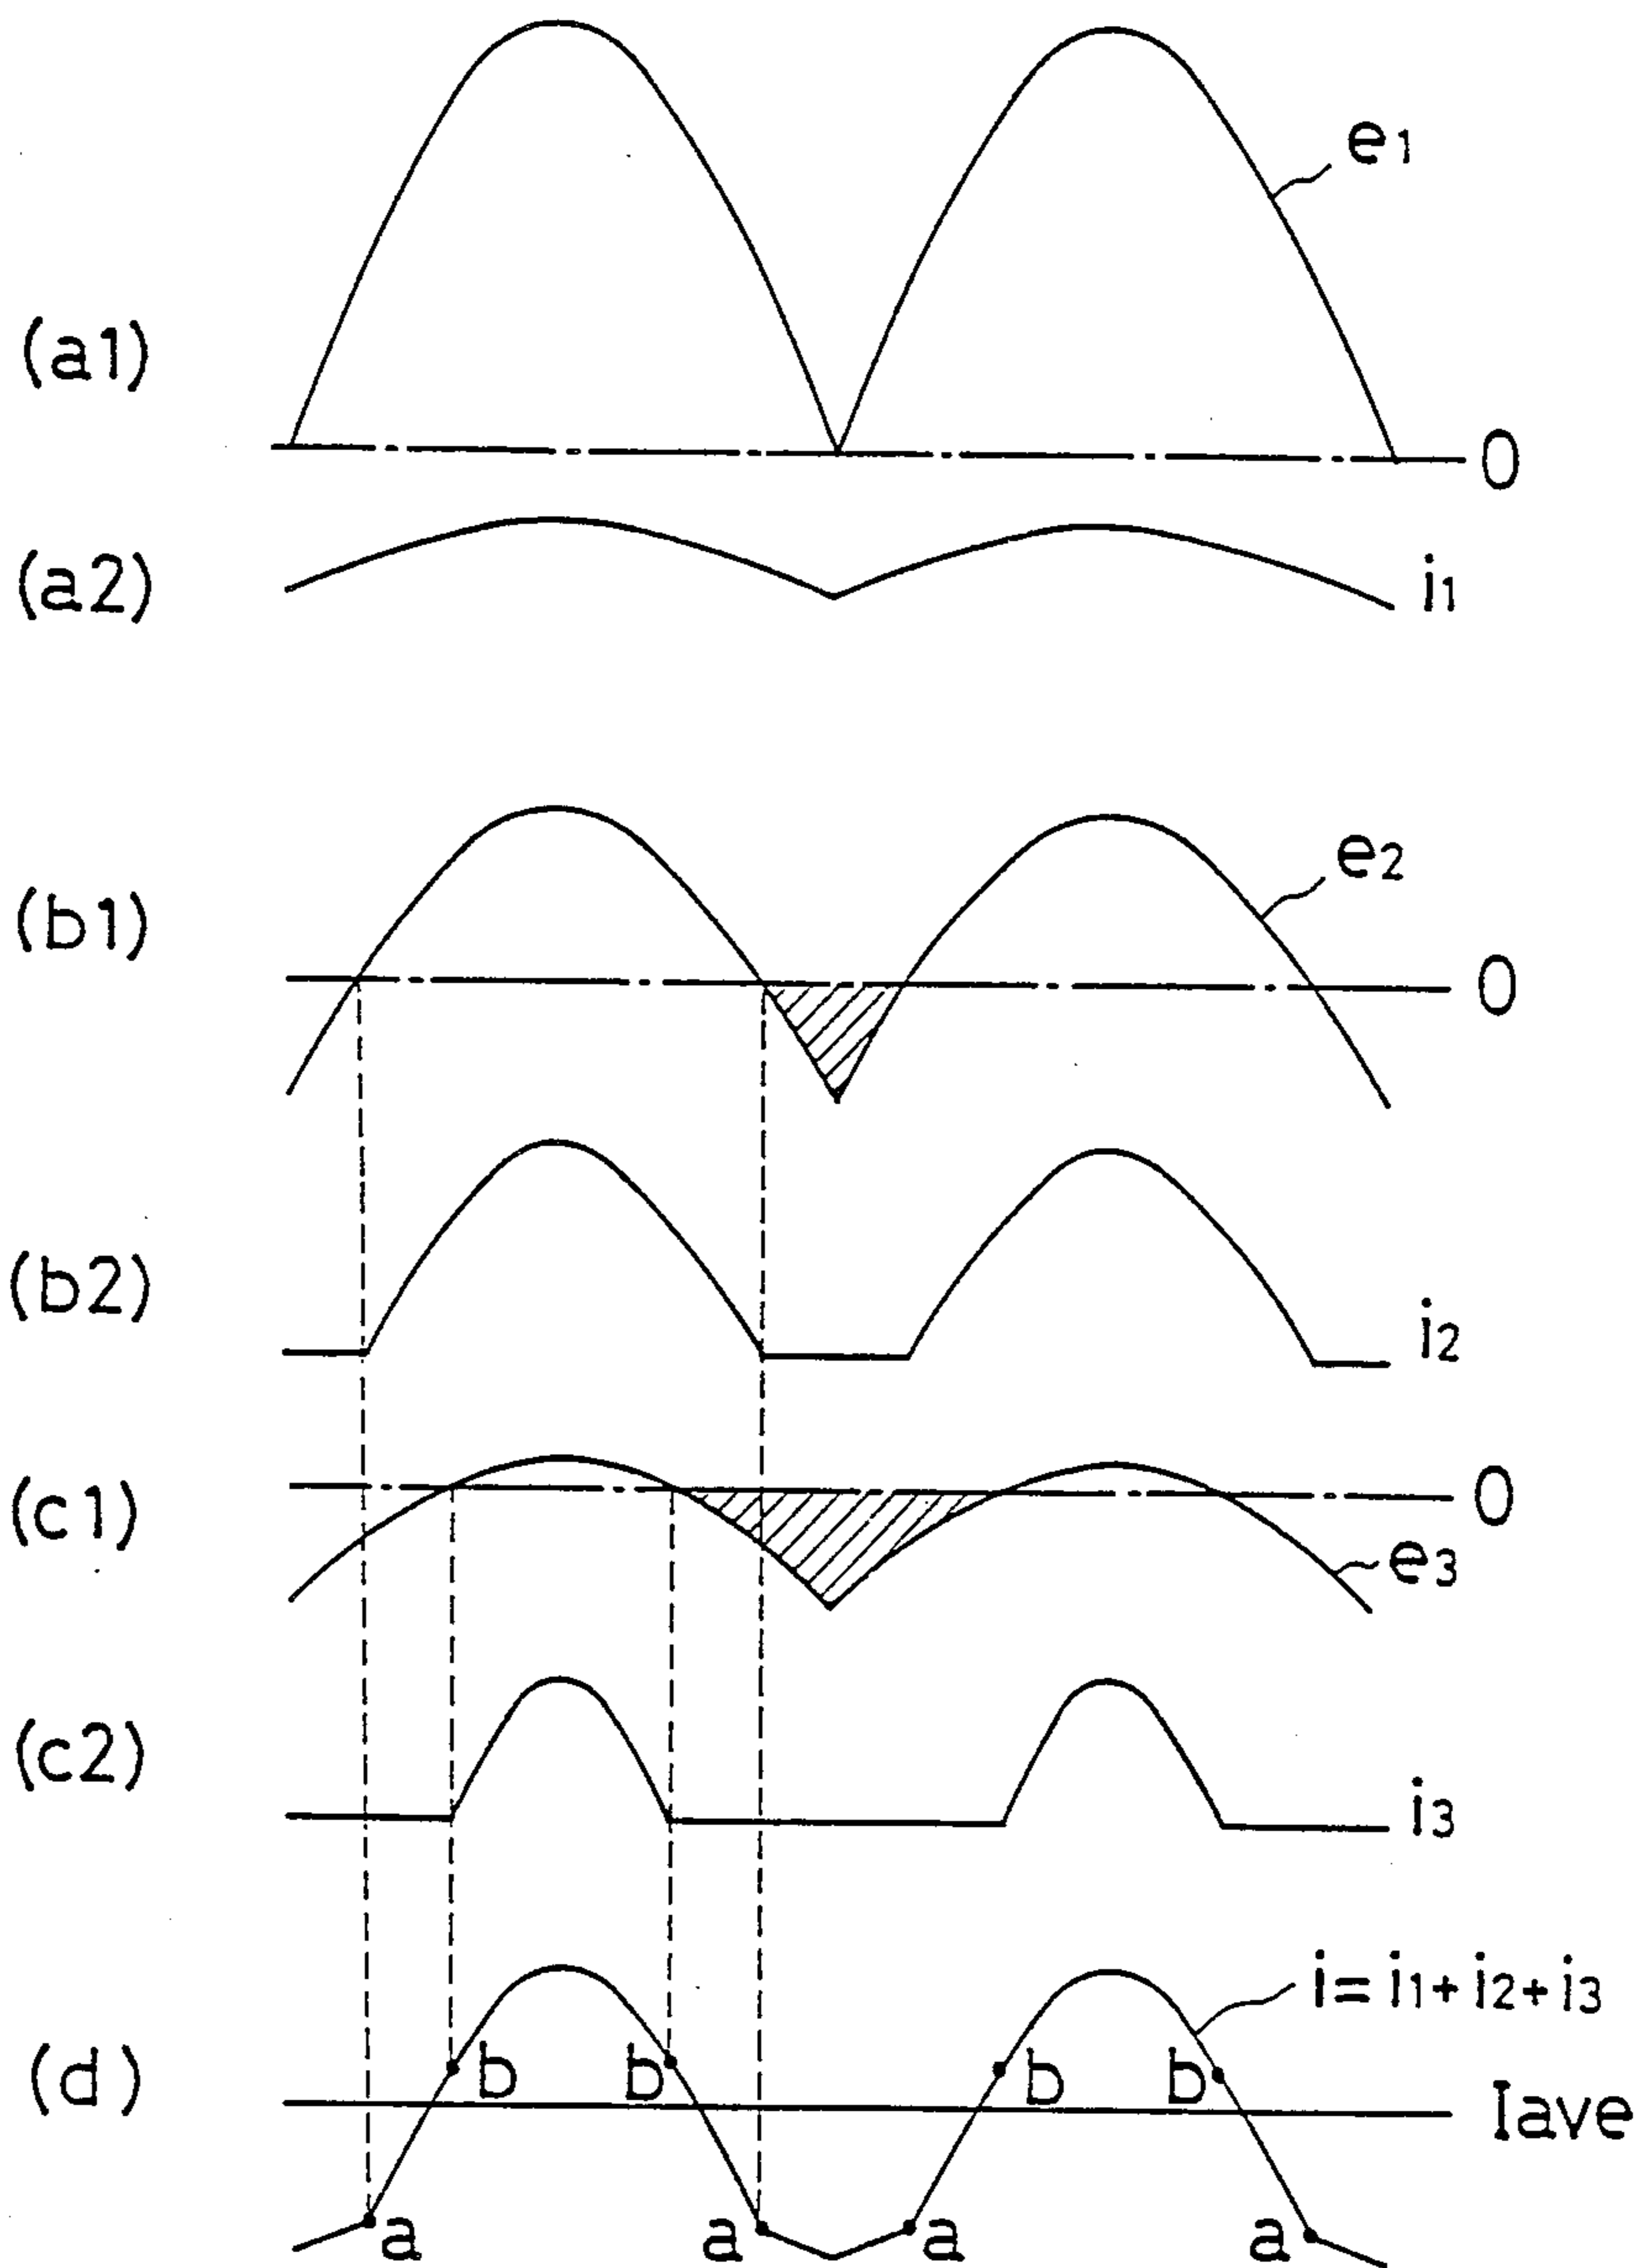 e1
(a1)
0
(a2) i1
e2
(b1)
0
(b2) i2
(c1) 0
e3
(c2) i3
i= i1+ i2+ i3
(d) b b b b
Iave
a a a a